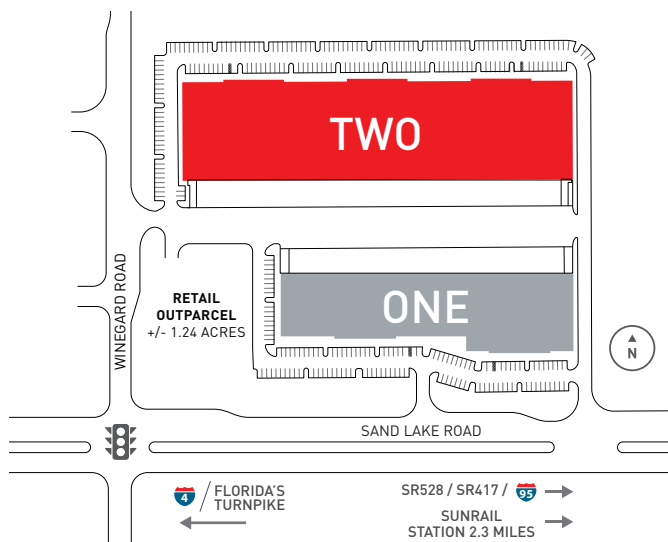 TWO
ONE
RETAIL
OUTPARCEL
+/- 1.24 ACRES
WINEGARD ROAD
N
SAND LAKE ROAD
4 / FLORIDA'S
TURNPIKE
SR528 / SR417 / 95
SUNRAIL
STATION 2.3 MILES